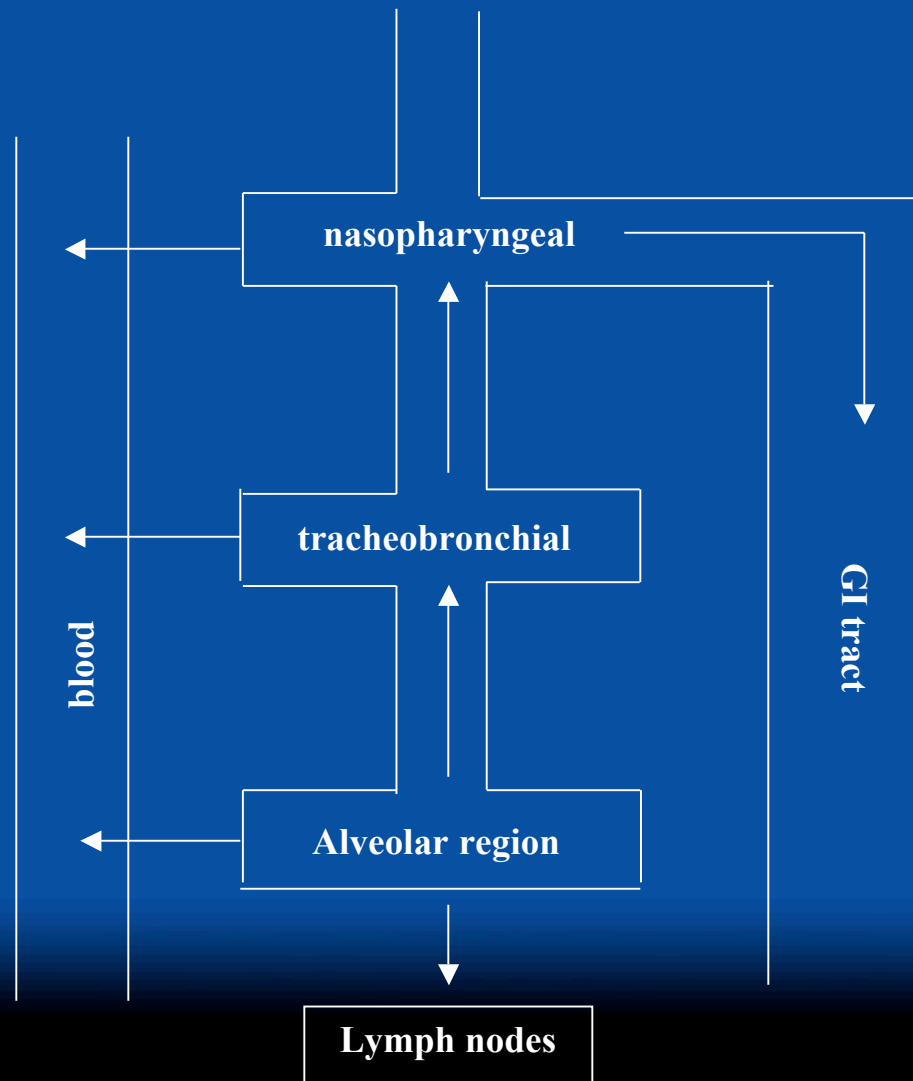 nasopharyngeal
tracheobronchial
GI tract
blood
Alveolar region
Lymph nodes